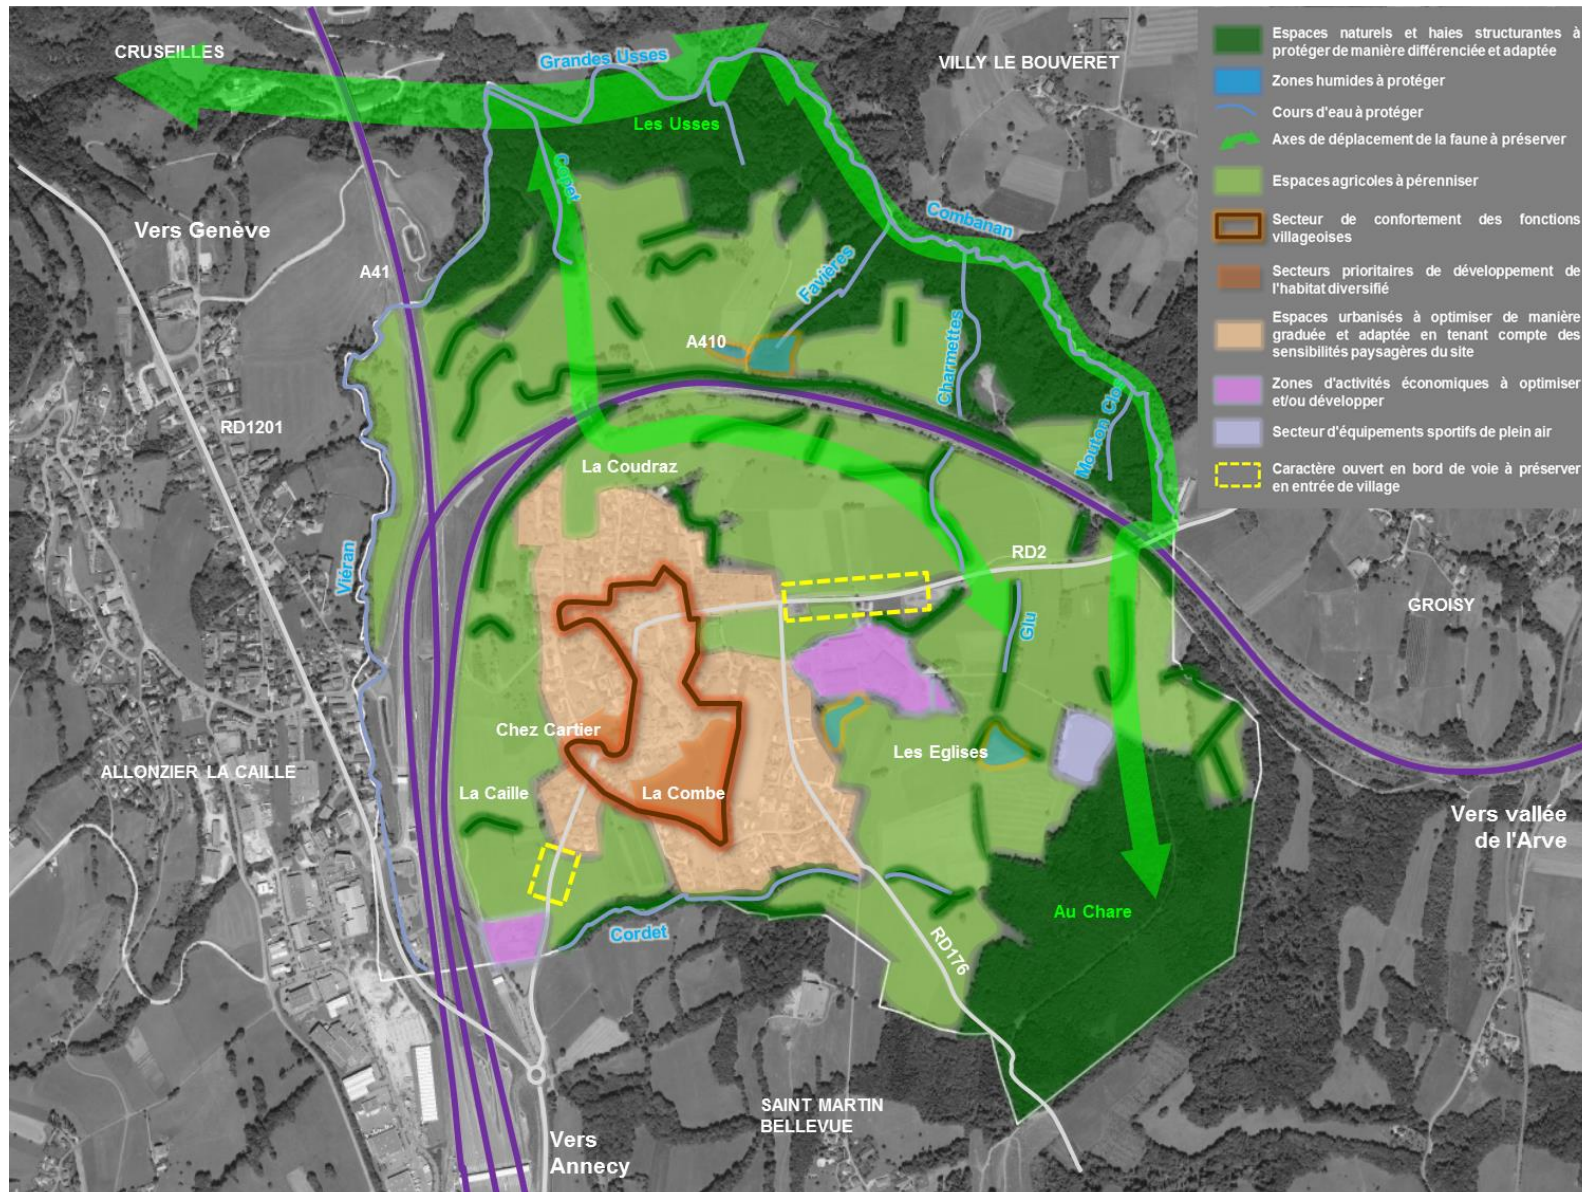 CRUSEILLES
Grandes Usses
VILLY LE BOUVERET
Les Usses
Copet
Vers Genève
Combanan
A41
Favières
A410
Charmettes
Mouton Clos
RD1201
La Coudraz
RD2
Viéran
GROISY
Glu
Chez Cartier
Les Eglises
ALLONZIER LA CAILLE
La Caille
La Combe
Vers vallée
de l'Arve
Au Chare
Cordet
RD176
SAINT MARTIN
BELLEVUE
Vers
Annecy
Espaces naturels et haies structurantes à
protéger de manière différenciée et adaptée
Zones humides à protéger
Cours d'eau à protéger
Axes de déplacement de la faune à préserver
Espaces agricoles à pérenniser
Secteur de confortement des fonctions
villageoises
Secteurs prioritaires de développement de
l'habitat diversifié
Espaces urbanisés à optimiser de manière
graduée et adaptée en tenant compte des
sensibilités paysagères du site
Zones d'activités économiques à optimiser
et/ou développer
Secteur d'équipements sportifs de plein air
Caractère ouvert en bord de voie à préserver
en entrée de village